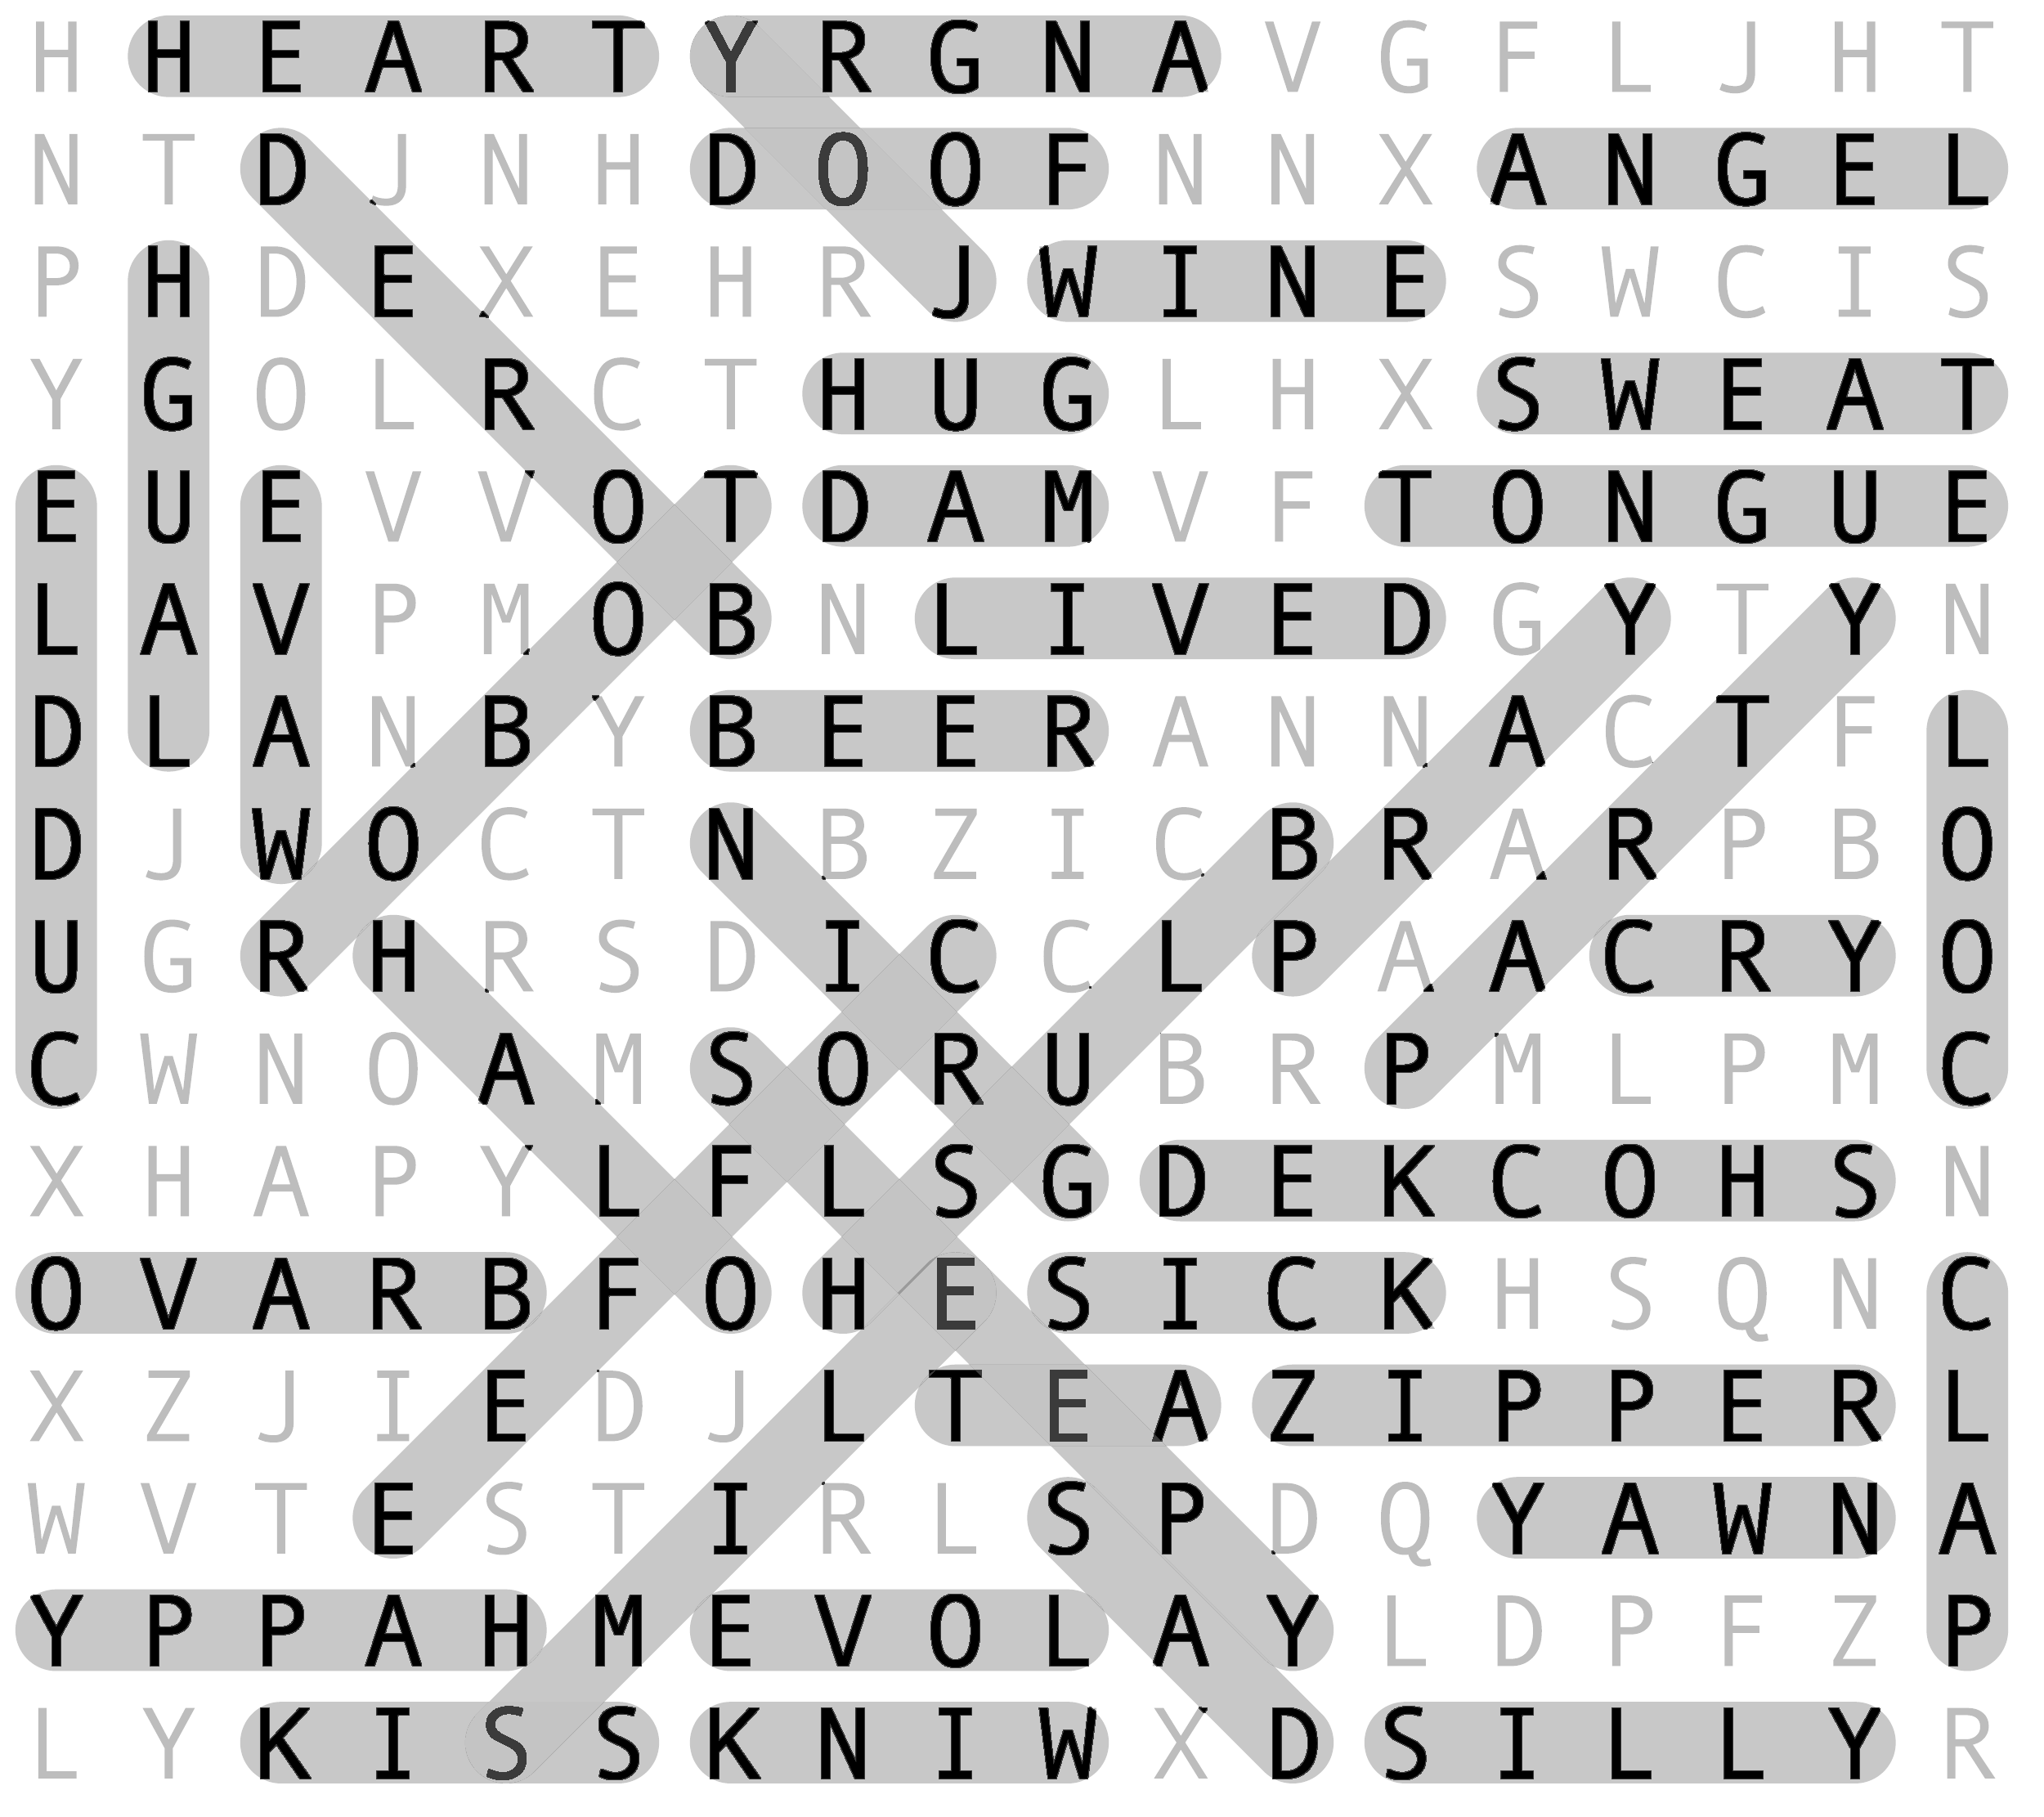 H H E A R T Y R G N A V G F L J H T
N T D J N H D O O F N N X A N G E L
P H D E X E H R J W I N E S W C I S
Y G O L R C T H U G L H X S W E A T
E U E V V O T D A M V F T O N G U E
L A V P M O B N L I V E D G Y T Y N
D L A N B Y B E E R A N N A C T F L
D J W O C T N B Z I C B R A R P B O
U G R H R S D I C C L P A A C R Y O
C W N O A M S O R U B R P M L P M C
X H A P Y L F L S G D E K C O H S N
O V A R B F O H E S I C K H S Q N C
X Z J I E D J L T E A Z I P P E R L
W V T E S T I R L S P D Q Y A W N A
Y P P A H M E V O L A Y L D P F Z P
L Y K I S S K N I W X D S I L L Y R